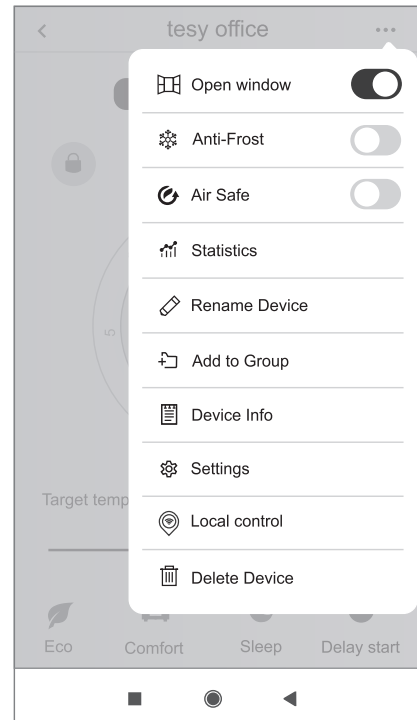 tesy office
Open window
Anti-Frost
Air Safe
Statistics
Rename Device
5
Add to Group
Device Info
Settings
Target temp
Local control
Delete Device
Eco
Comfort
Sleep
Delay start